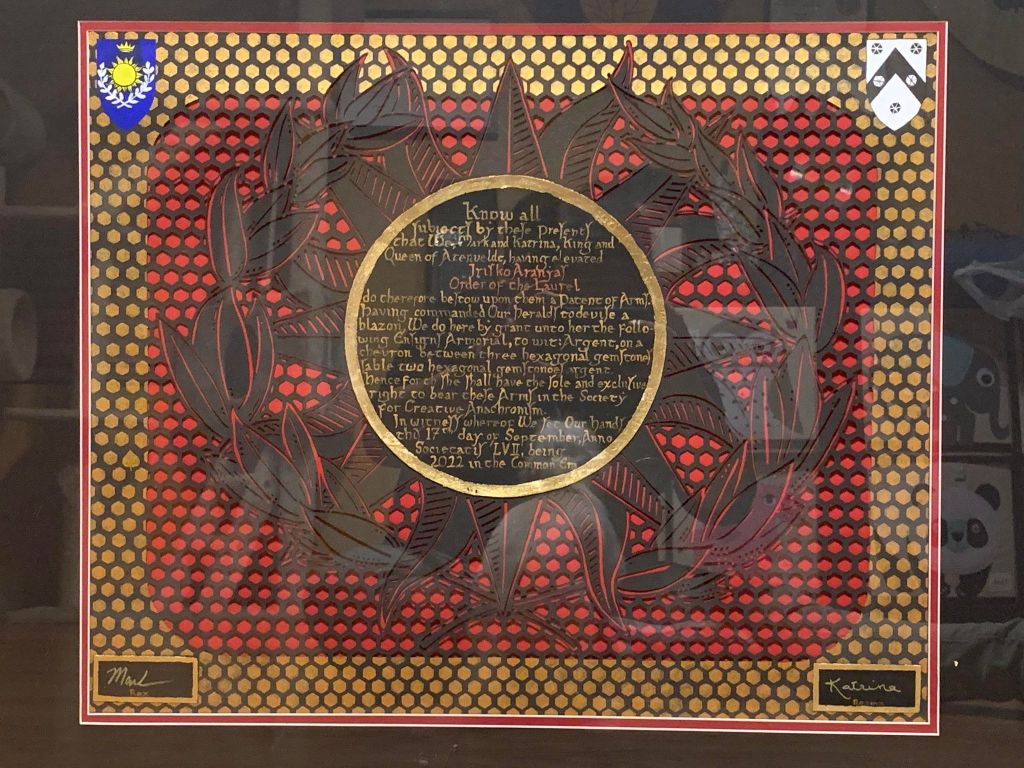 Know all
Subjects by these Presents
that We, Mark and Katrina, King and
Queen of Atenveldt, having elevated
Iriſko Aranſaſ
Order of the Laurel
do therefore beſtow upon them a Patent of Armſ.
Having commanded Our Heraldſ to deviſe a
blazon, We do here by grant unto her the follo-
wing Enſignſ Armorial, to wit: Argent, on a
chevron between three hexagonal gemſtoneſ
ſable two hexagonal gemſtoneſ argent.
Henceforth She ſhall have the ſole and excluſive
right to bear theſe Armſ in the Society
for Creative Anachroniſm.
In witneſſ whereof We ſet Our Handſ
thiſ 17th day of September, Anno
Societatiſ LVII, being
2022 in the Common Era
Mark
Rex
Katrina
Regina